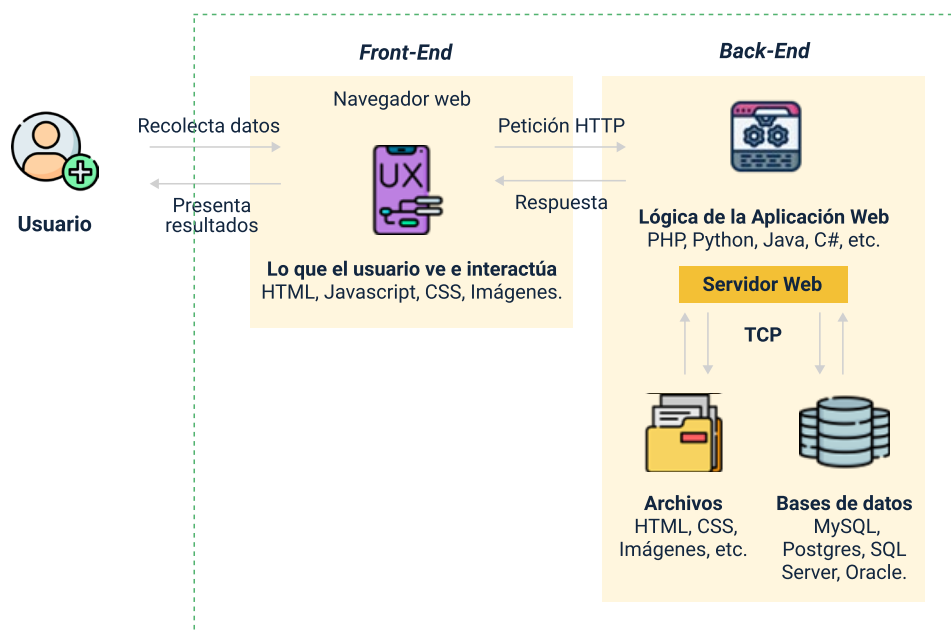 Front-End
Back-End
Navegador web
Recolecta datos
Petición HTTP
UX
Presenta
resultados
Respuesta
Usuario
Lógica de la Aplicación Web
PHP, Python, Java, C#, etc.
Lo que el usuario ve e interactúa
HTML, Javascript, CSS, Imágenes.
Servidor Web
TCP
Archivos
HTML, CSS,
Imágenes, etc.
Bases de datos
MySQL,
Postgres, SQL
Server, Oracle.